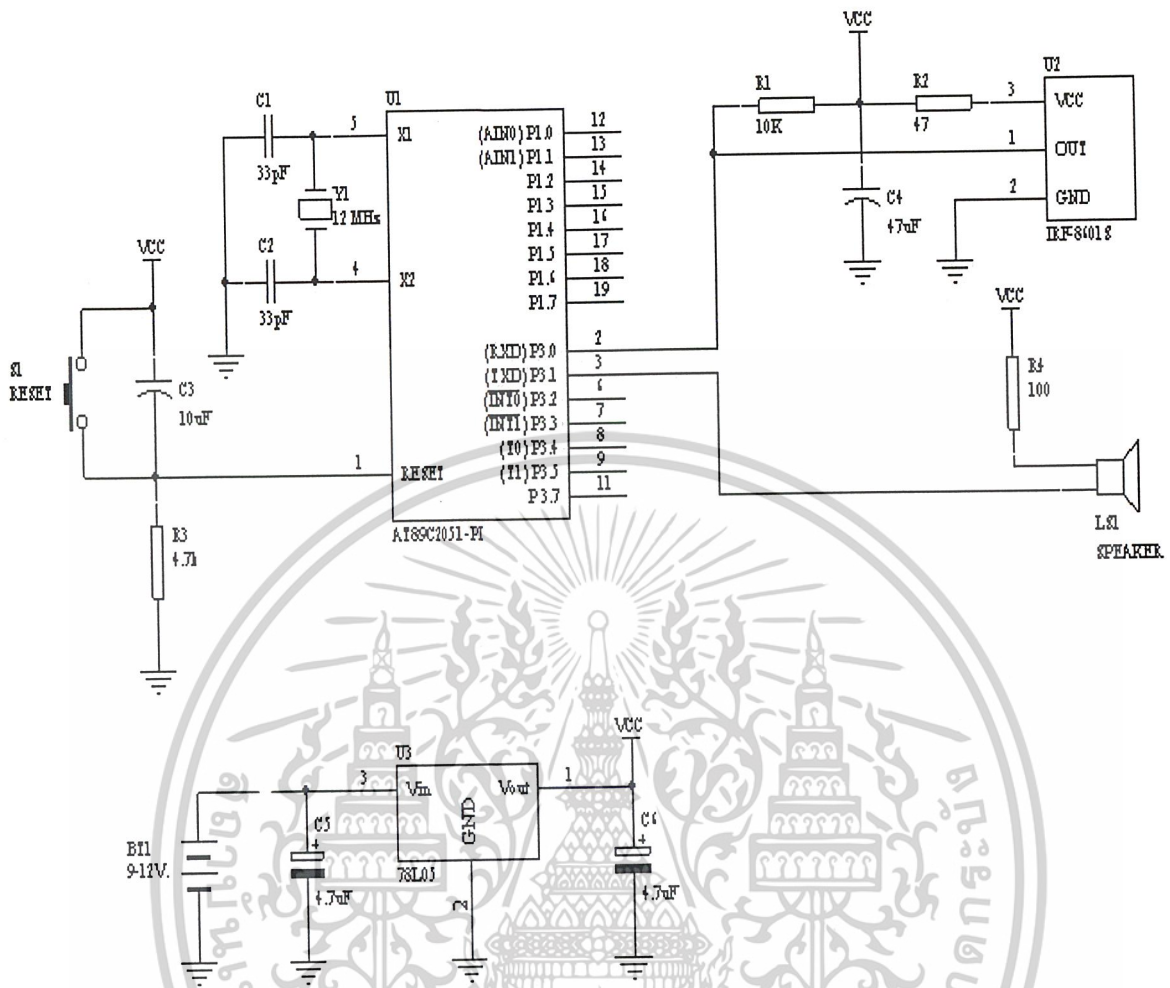 VCC
U2
C1
U1
R1
R2
3
VCC
5
X1
(AIN0)P1.0
12
10K
47
33pF
(AIN1)P1.1
13
1
OUT
P1.2
14
Y1
12 MHz
P1.3
15
C4
2
GND
P1.4
16
47uF
C2
P1.5
17
VCC
4
X2
P1.6
18
33pF
P1.7
19
VCC
S1
RESET
C3
10uF
(RXD)P3.0
2
(TXD)P3.1
3
R4
100
(INT0)P3.2
6
(INT1)P3.3
7
(T0)P3.4
8
1
RESET
(T1)P3.5
9
P3.7
11
LS1
SPEAKER
R3
4.7k
AT89C2051-PI
VCC
U3
3
Vin
Vout
1
GND
C5
+
C6
+
BT1
9-12V.
78L05
4.7uF
4.7uF
2